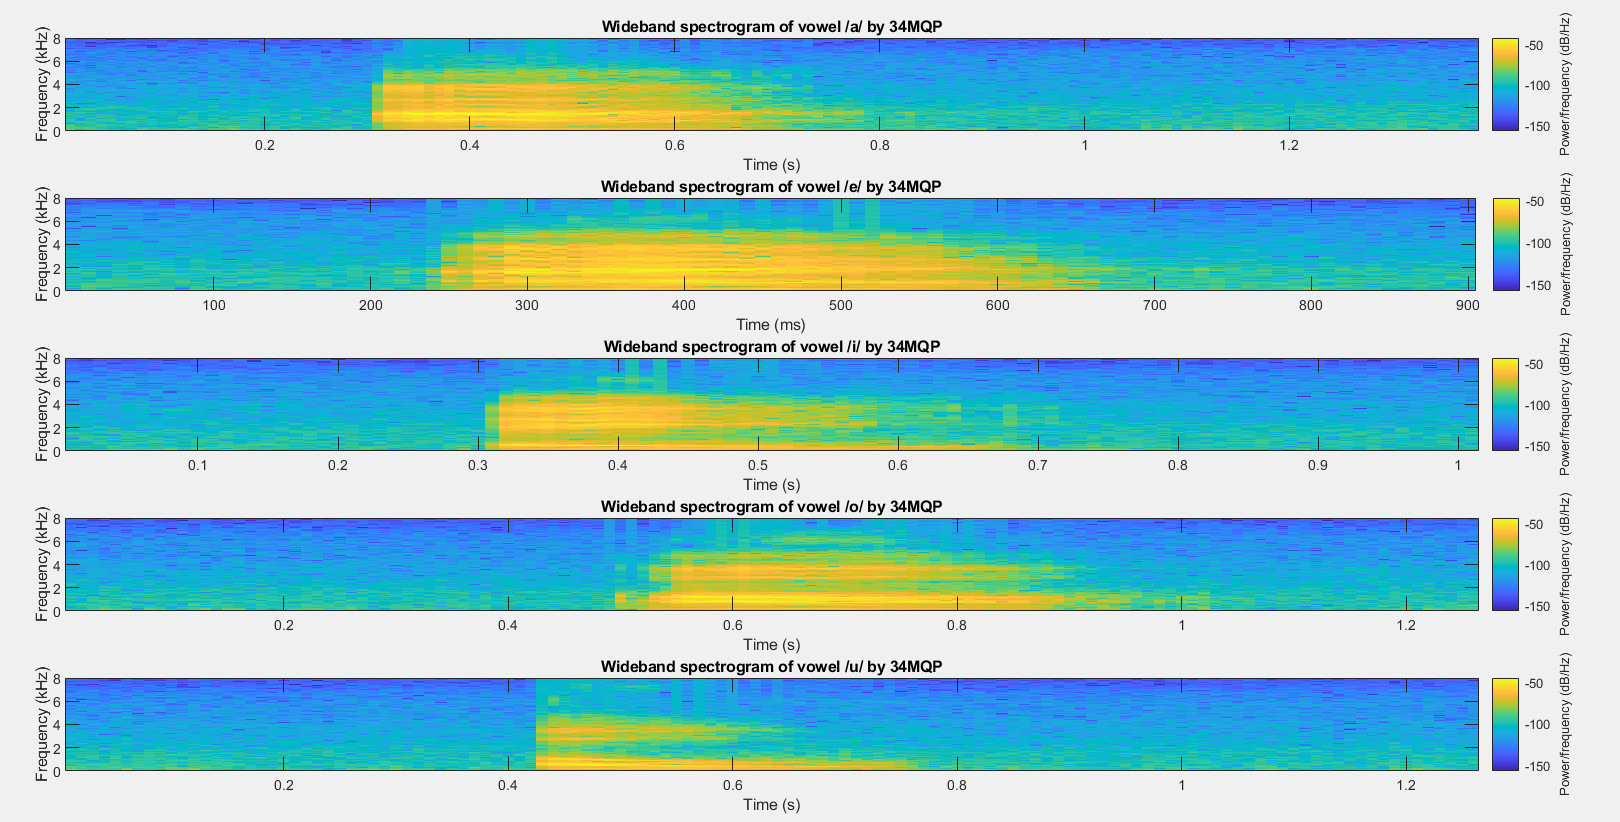 Wideband spectrogram of vowel /a/ by 34MQP
Frequency (kHz)
8
6
4
2
0
0.2 0.4 0.6 0.8 1 1.2
Time (s)
-50
-100
-150
Power/frequency (dB/Hz)
Wideband spectrogram of vowel /e/ by 34MQP
Frequency (kHz)
8
6
4
2
0
100 200 300 400 500 600 700 800 900
Time (ms)
-50
-100
-150
Power/frequency (dB/Hz)
Wideband spectrogram of vowel /i/ by 34MQP
Frequency (kHz)
8
6
4
2
0
0.1 0.2 0.3 0.4 0.5 0.6 0.7 0.8 0.9 1
Time (s)
-50
-100
-150
Power/frequency (dB/Hz)
Wideband spectrogram of vowel /o/ by 34MQP
Frequency (kHz)
8
6
4
2
0
0.2 0.4 0.6 0.8 1 1.2
Time (s)
-50
-100
-150
Power/frequency (dB/Hz)
Wideband spectrogram of vowel /u/ by 34MQP
Frequency (kHz)
8
6
4
2
0
0.2 0.4 0.6 0.8 1 1.2
Time (s)
-50
-100
-150
Power/frequency (dB/Hz)